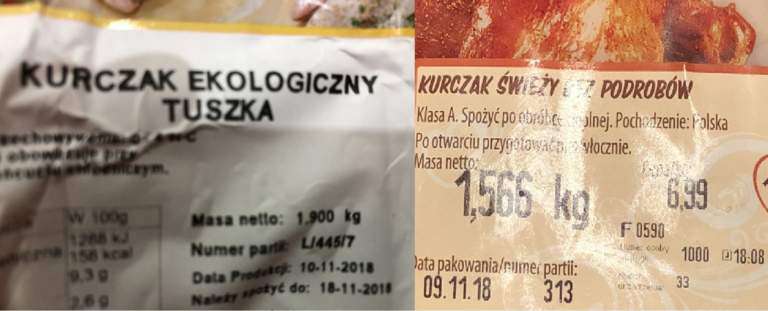 KURCZAK EKOLOGICZNY
TUSZKA
W 100g
1268 kJ
156 kcal
9,3 g
2,6 g
Masa netto: 1,900 kg
Numer partii: L/445/7
Data Produkcji: 10-11-2018
Należy spożyć do: 18-11-2018
KURCZAK ŚWIEŻY BEZ PODROBÓW
Klasa A. Spożyć po obróbce Pochodzenie: Polska
Po otwarciu przygotować
Masa netto:
1,566 kg 6,99
F 0590
1000 18:08
33
Data pakowania/numer partii:
09.11.18 313